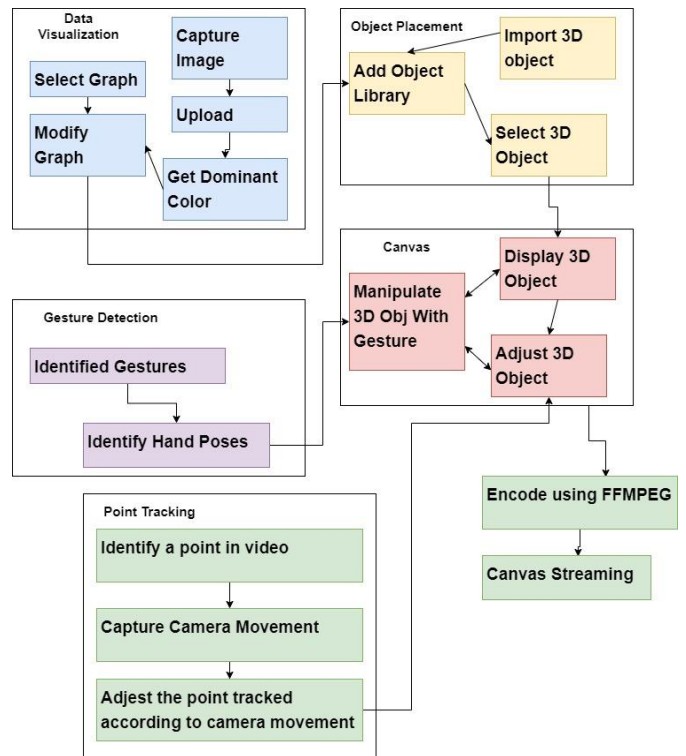 Data
Visualization
Capture
Image
Select Graph
Upload
Modify
Graph
Get Dominant
Color
Object Placement
Import 3D
object
Add Object
Library
Select 3D
Object
Canvas
Display 3D
Object
Manipulate
3D Obj With
Gesture
Adjust 3D
Object
Gesture Detection
Identified Gestures
Identify Hand Poses
Encode using FFMPEG
Canvas Streaming
Point Tracking
Identify a point in video
Capture Camera Movement
Adjest the point tracked
according to camera movement